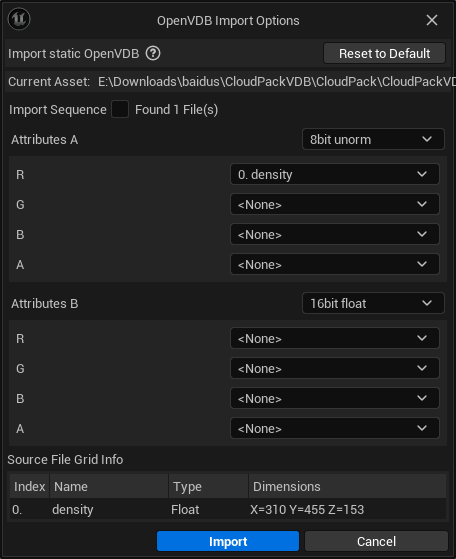 OpenVDB Import Options
Import static OpenVDB ? Reset to Default
Current Asset: E:\Downloads\baidus\CloudPackVDB\CloudPack\CloudPackVD
Import Sequence Found 1 File(s)
Attributes A 8bit unorm
R 0. density
G <None>
B <None>
A <None>
Attributes B 16bit float
R <None>
G <None>
B <None>
A <None>
Source File Grid Info
Index Name Type Dimensions
0. density Float X=310 Y=455 Z=153
Import Cancel